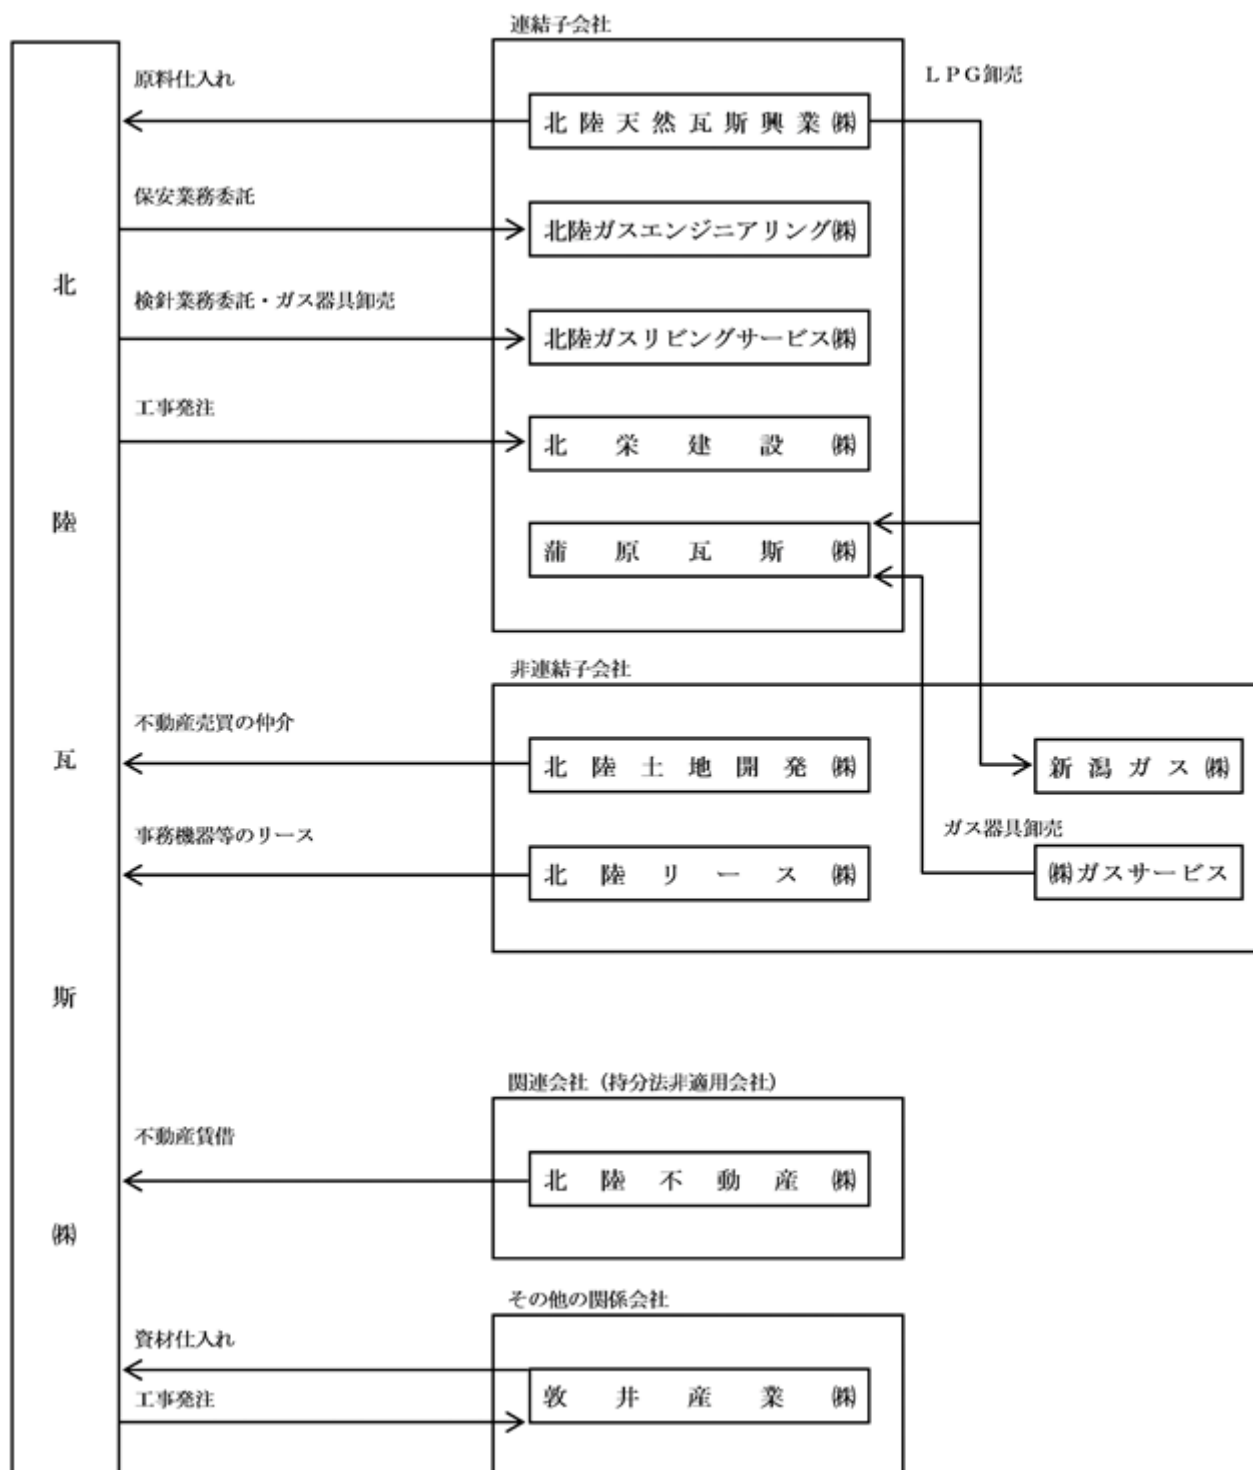 北陸瓦斯㈱
連結子会社
原料仕入れ
北陸天然瓦斯興業㈱
ＬＰＧ卸売
保安業務委託
北陸ガスエンジニアリング㈱
検針業務委託・ガス器具卸売
北陸ガスリビングサービス㈱
工事発注
北栄建設㈱
蒲原瓦斯㈱
非連結子会社
不動産売買の仲介
北陸土地開発㈱
新潟ガス㈱
事務機器等のリース
北陸リース㈱
ガス器具卸売
㈱ガスサービス
関連会社（持分法非適用会社）
不動産賃借
北陸不動産㈱
その他の関係会社
資材仕入れ
工事発注
敦井産業㈱